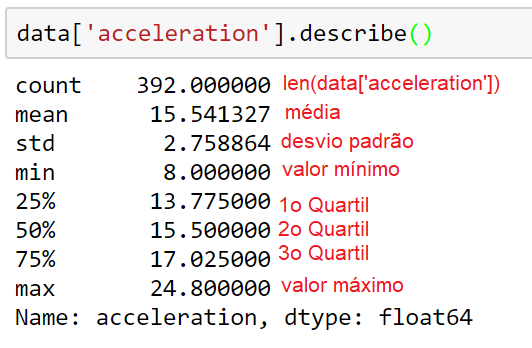 data['acceleration'].describe()
count 392.000000 len(data['acceleration'])
mean 15.541327 média
std 2.758864 desvio padrão
min 8.000000 valor mínimo
25% 13.775000 1o Quartil
50% 15.500000 2o Quartil
75% 17.025000 3o Quartil
max 24.800000 valor máximo
Name: acceleration, dtype: float64